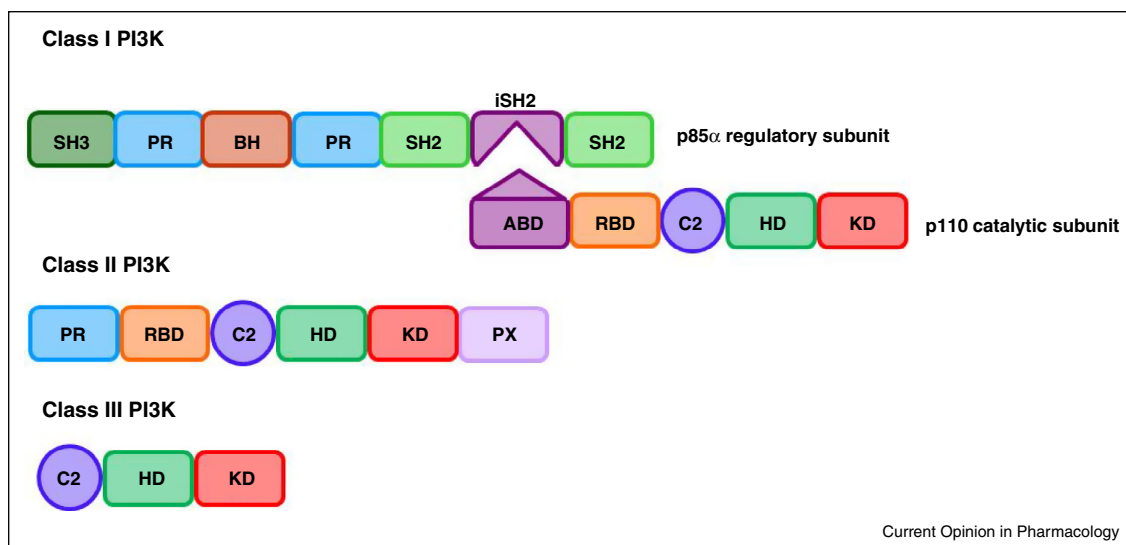 Class I PI3K
iSH2
SH3 PR BH PR SH2 SH2 p85α regulatory subunit
ABD RBD C2 HD KD p110 catalytic subunit
Class II PI3K
PR RBD C2 HD KD PX
Class III PI3K
C2 HD KD
Current Opinion in Pharmacology